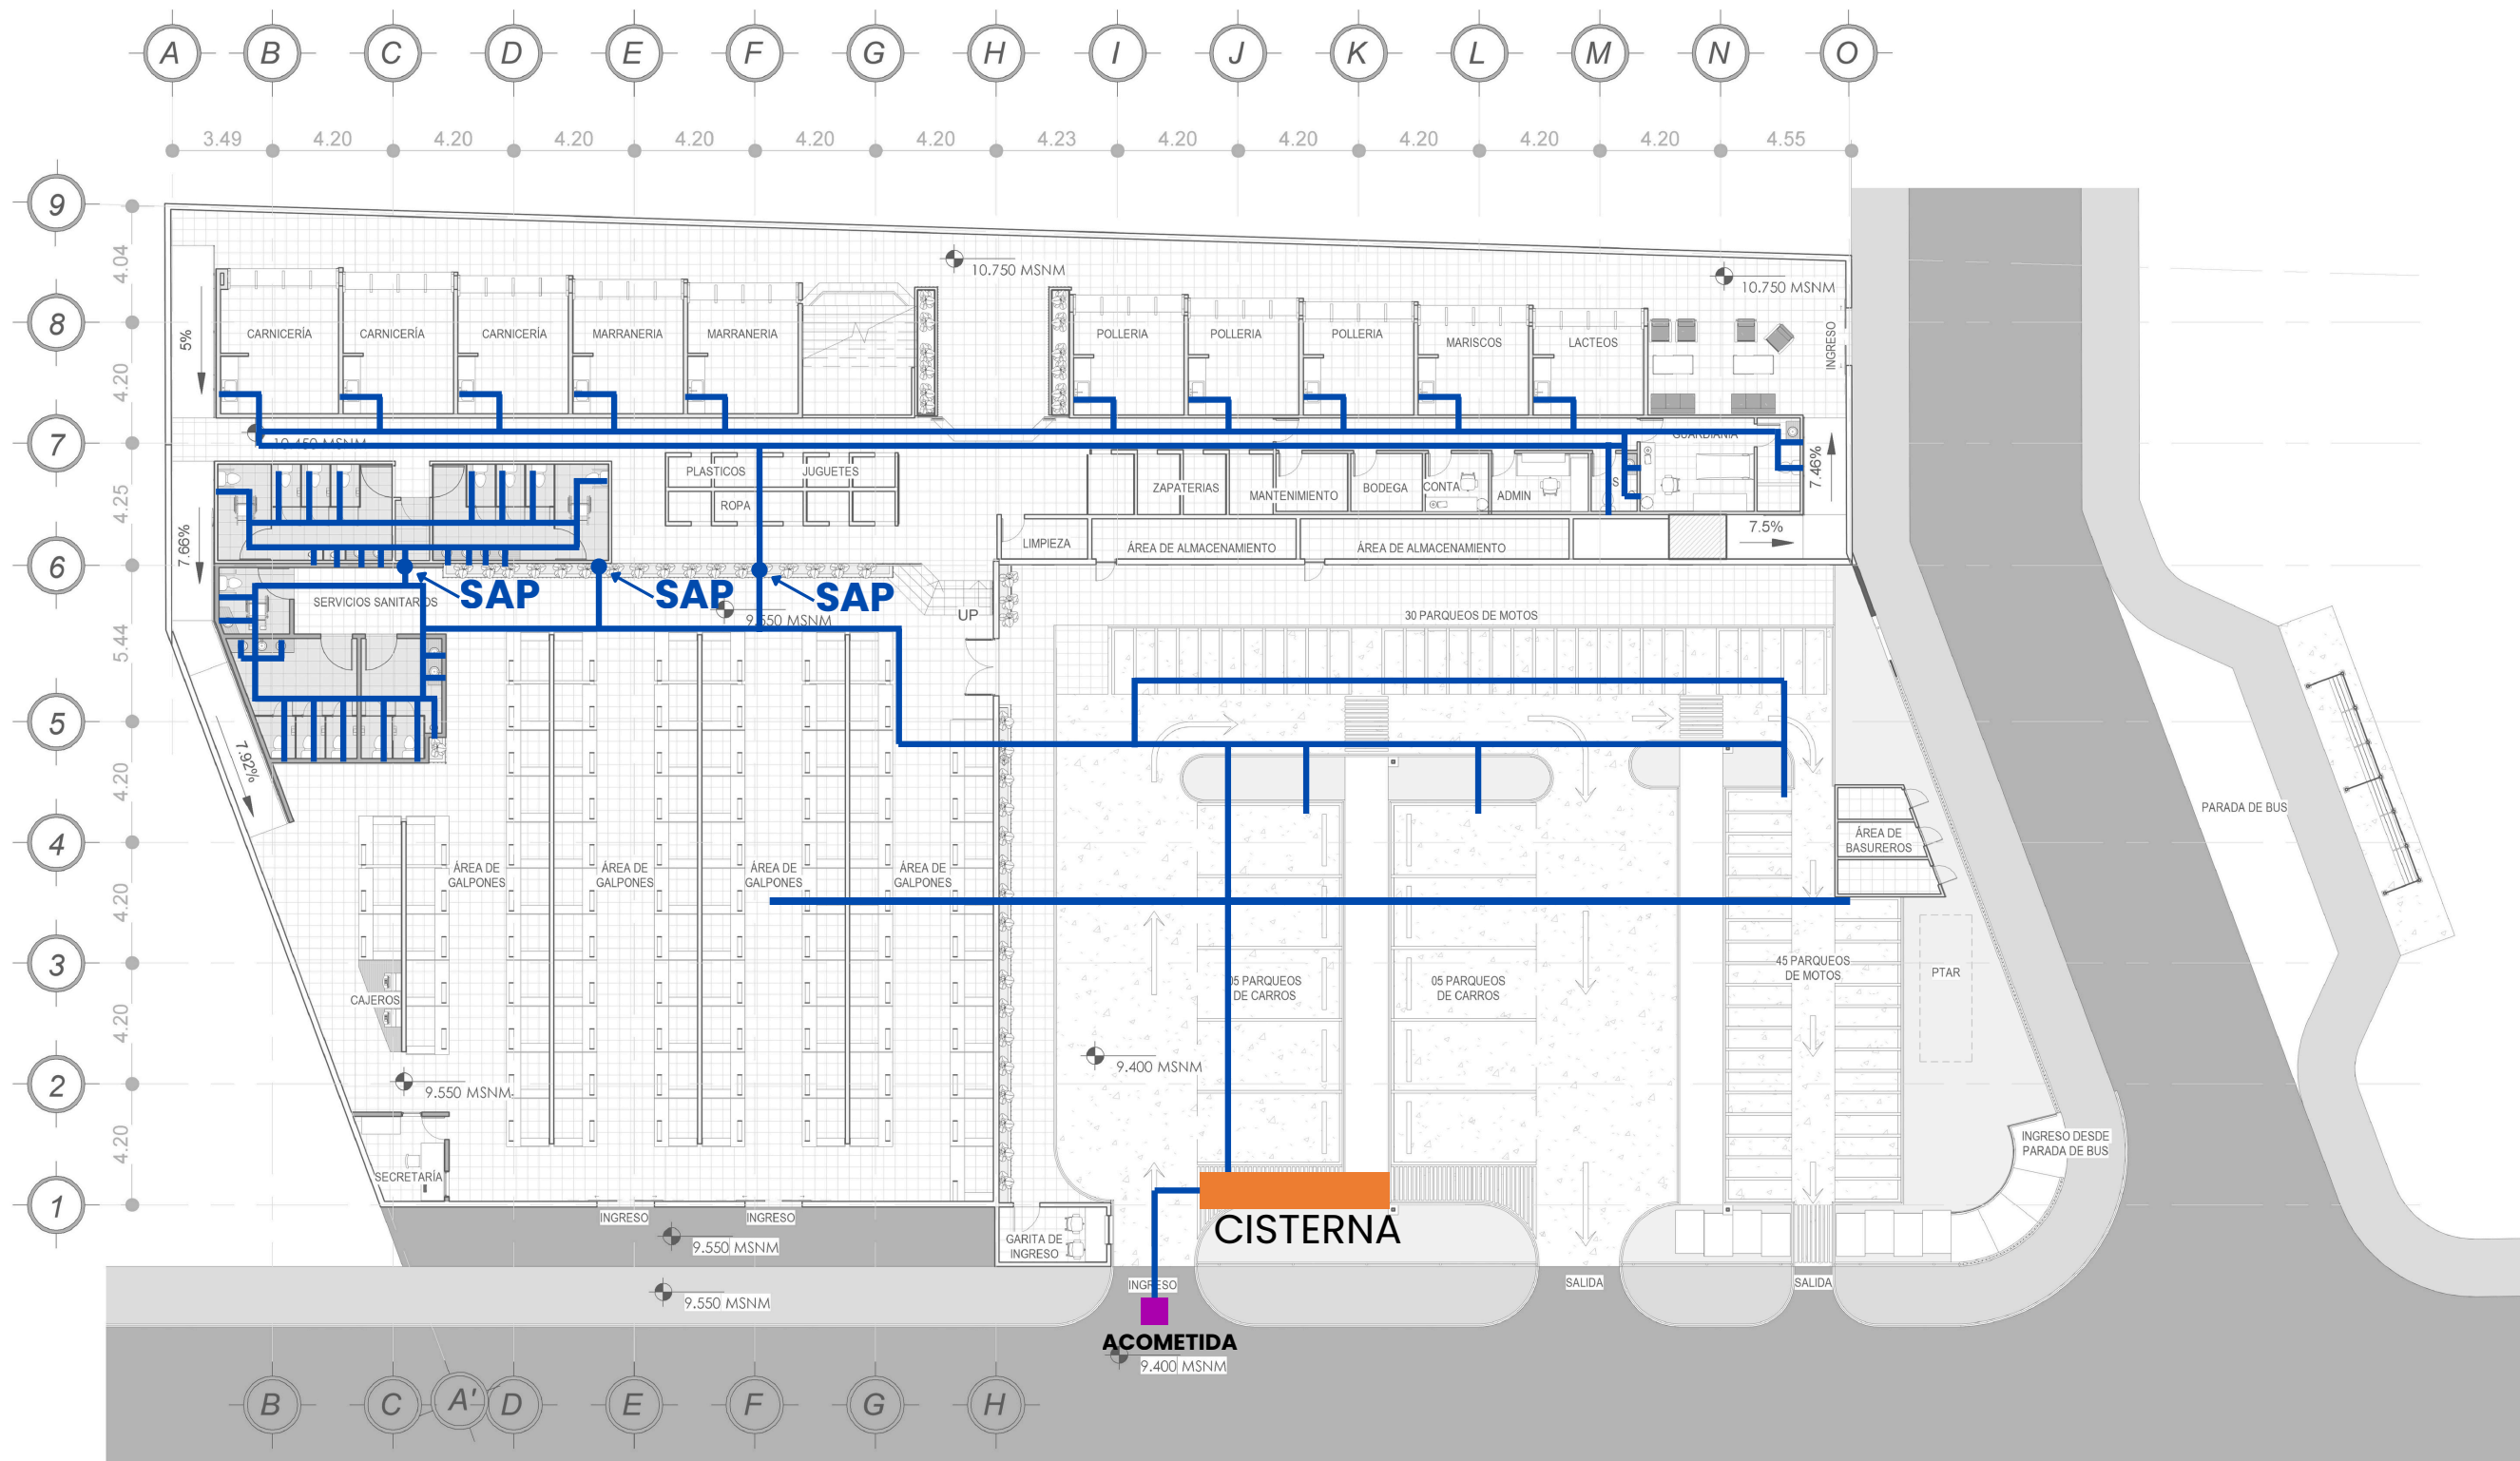 A B C D E F G H I J K L M N O
3.49 4.20 4.20 4.20 4.20 4.20 4.20 4.23 4.20 4.20 4.20 4.20 4.20 4.55
9
4.04
10.750 MSNM
10.750 MSNM
8
5%
CARNICERÍA
CARNICERÍA
CARNICERÍA
MARRANERIA
MARRANERIA
POLLERIA
POLLERIA
POLLERIA
MARISCOS
LACTEOS
INGRESO
4.20
7
10.450 MSNM
GUARDIANIA
PLASTICOS
JUGUETES
ROPA
ZAPATERIAS
MANTENIMIENTO
BODEGA
CONTA
ADMIN
7.46%
4.25
7.66%
6
LIMPIEZA
ÁREA DE ALMACENAMIENTO
ÁREA DE ALMACENAMIENTO
7.5%
SAP
SAP
SAP
SERVICIOS SANITARIOS
9.550 MSNM
UP
30 PARQUEOS DE MOTOS
5.44
5
7.92%
4.20
4
ÁREA DE
GALPONES
ÁREA DE
GALPONES
ÁREA DE
GALPONES
ÁREA DE
GALPONES
ÁREA DE
BASUREROS
PARADA DE BUS
4.20
3
CAJEROS
05 PARQUEOS
DE CARROS
05 PARQUEOS
DE CARROS
45 PARQUEOS
DE MOTOS
PTAR
4.20
2
9.550 MSNM
9.400 MSNM
4.20
SECRETARÍA
INGRESO DESDE
PARADA DE BUS
1
INGRESO
INGRESO
CISTERNA
9.550 MSNM
GARITA DE
INGRESO
9.550 MSNM
INGRESO
SALIDA
SALIDA
ACOMETIDA
9.400 MSNM
B C A' D E F G H